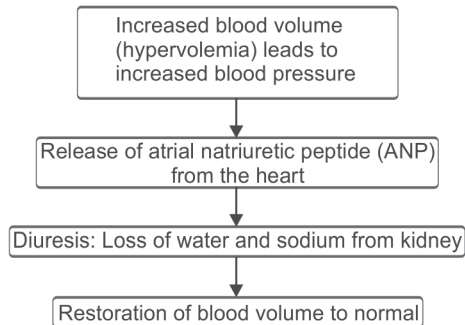 Increased blood volume
(hypervolemia) leads to
increased blood pressure
Release of atrial natriuretic peptide (ANP)
from the heart
Diuresis: Loss of water and sodium from kidney
Restoration of blood volume to normal